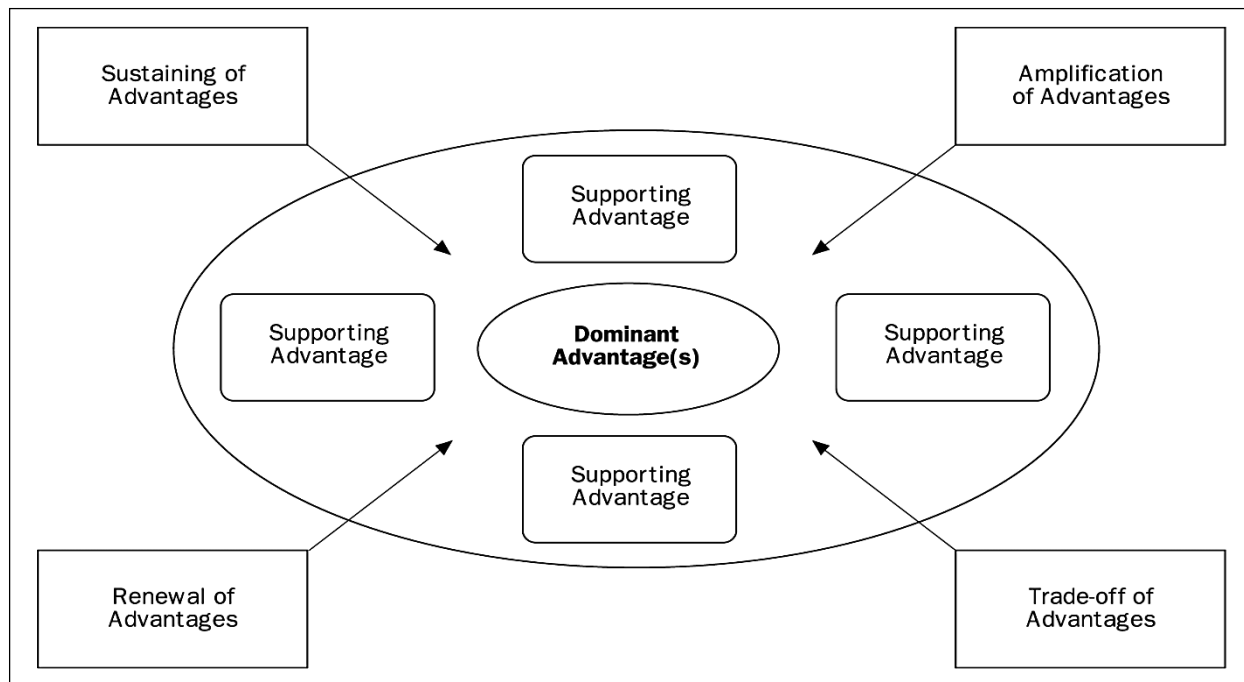 Sustaining of
Advantages
Amplification
of Advantages
Supporting
Advantage
Supporting
Advantage
Dominant
Advantage(s)
Supporting
Advantage
Supporting
Advantage
Renewal of
Advantages
Trade-off of
Advantages